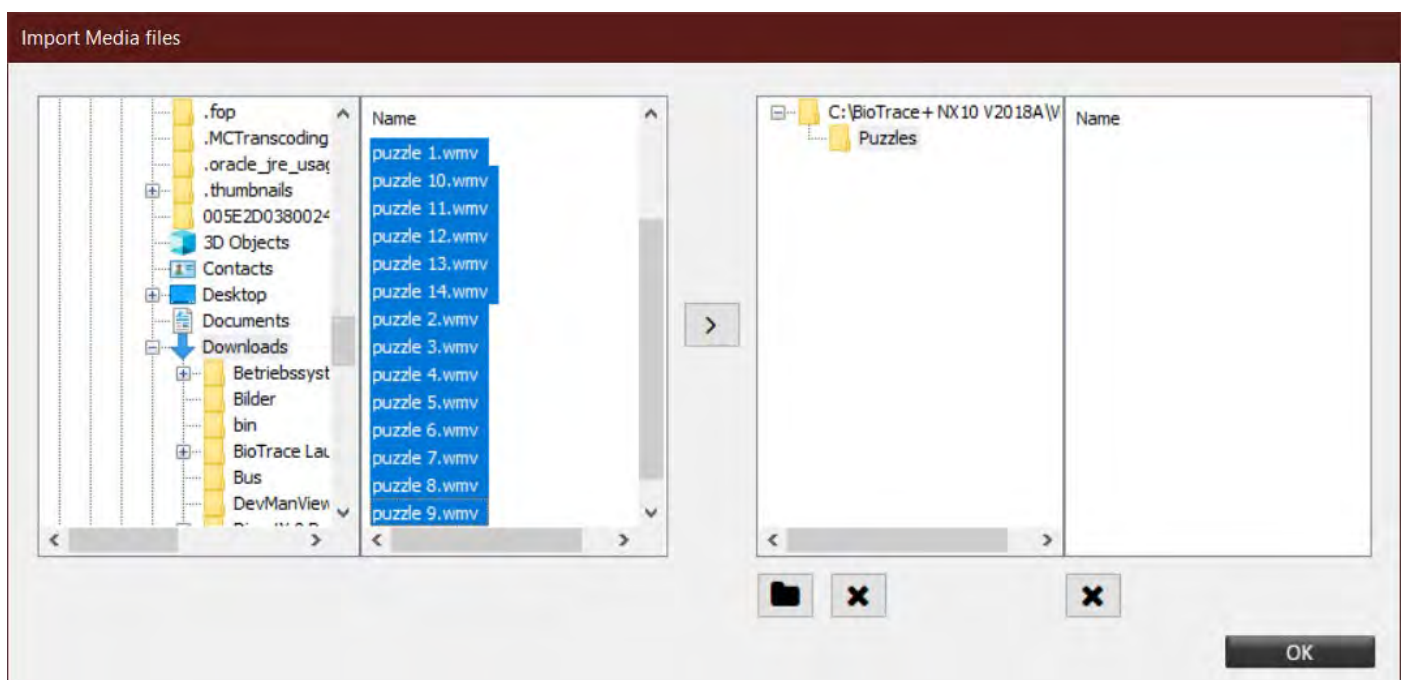 Import Media files
.fop
.MCTranscoding
.oracle_jre_usag
.thumbnails
005E2D0380024
3D Objects
Contacts
Desktop
Documents
Downloads
Betriebssyst
Bilder
bin
BioTrace Lau
Bus
DevManView
Name
puzzle 1.wmv
puzzle 10.wmv
puzzle 11.wmv
puzzle 12.wmv
puzzle 13.wmv
puzzle 14.wmv
puzzle 2.wmv
puzzle 3.wmv
puzzle 4.wmv
puzzle 5.wmv
puzzle 6.wmv
puzzle 7.wmv
puzzle 8.wmv
puzzle 9.wmv
C:\BioTrace+ NX10 V2018A\V
Puzzles
Name
OK